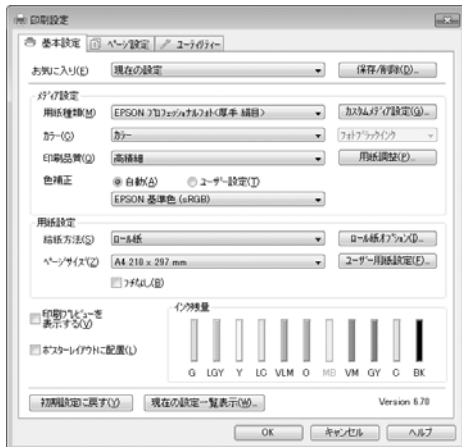 印刷設定
基本設定 ページ設定 ユーティリティー
お気に入り(E) 現在の設定 保存/削除(D)...
メディア設定
用紙種類(M) EPSON プロフェッショナルフォト<厚手 絹目> カスタムメディア設定(G)...
カラー(C) カラー フォトブラックインク
印刷品質(Q) 高精細 用紙調整(P)...
色補正 自動(A) ユーザー設定(T)
EPSON 基準色 (sRGB)
用紙設定
給紙方法(S) ロール紙 ロール紙オプション(O)...
ページサイズ(Z) A4 210 x 297 mm ユーザー用紙設定(F)...
フチなし(B)
印刷プレビューを
表示する(V)
ポスターレイアウトに配置(L)
インク残量
G LGY Y LC VLM O MB VM GY C BK
初期設定に戻す(Y) 現在の設定一覧表示(W)... Version 6.70
OK キャンセル ヘルプ